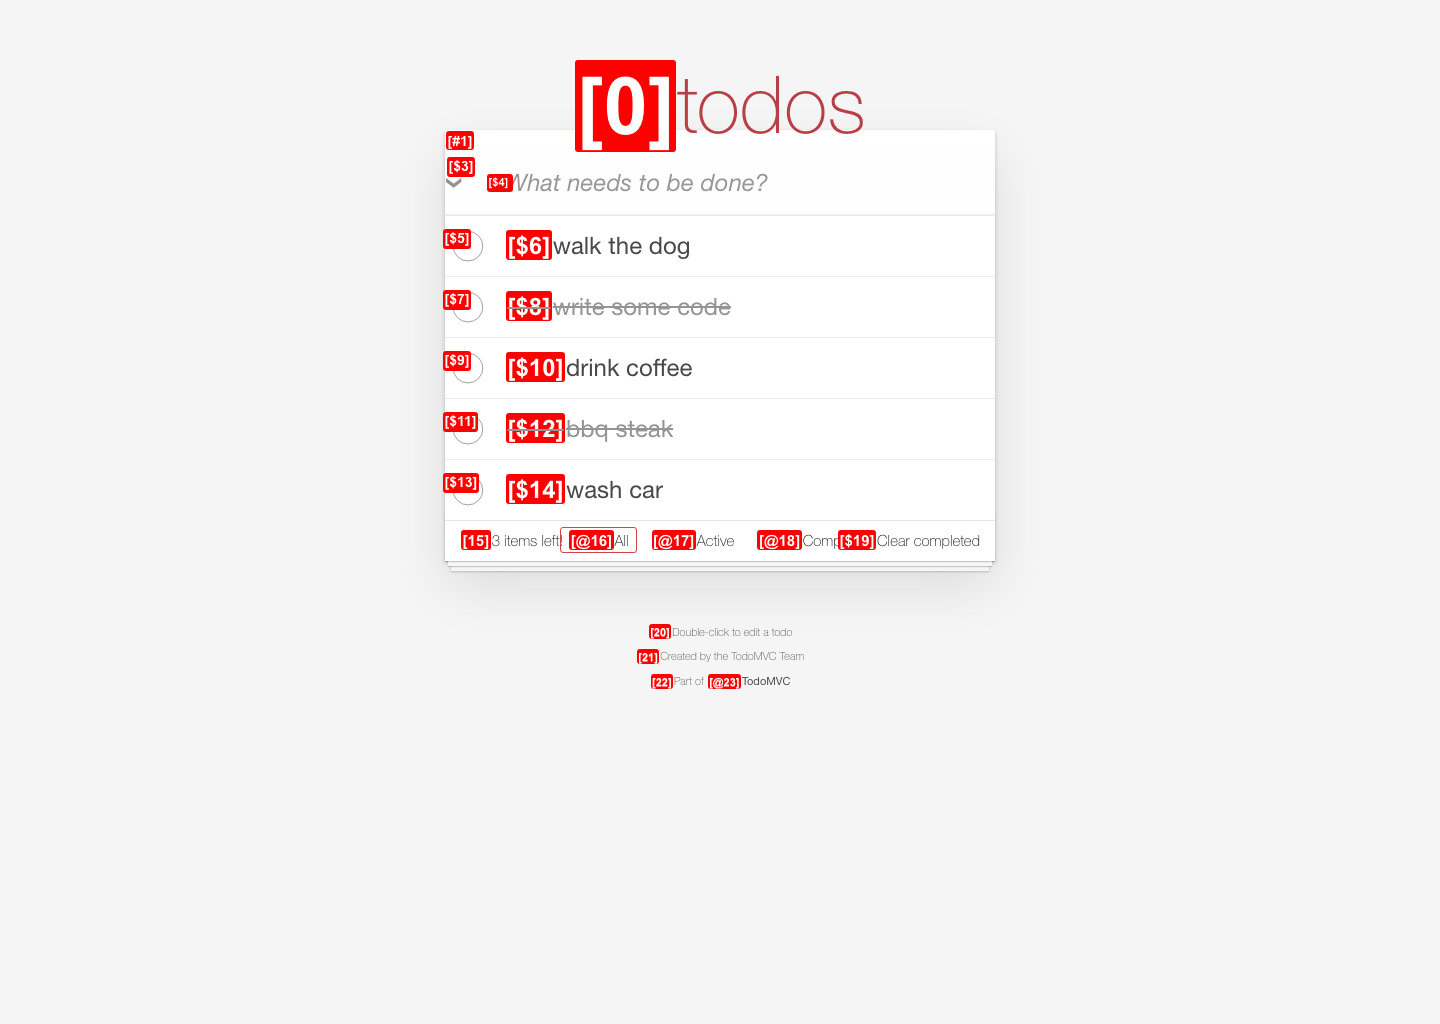 [0]todos
[#1]
[$3]
[$4]What needs to be done?
[$5] [$6]walk the dog
[$7] [$8]write some code
[$9] [$10]drink coffee
[$11] [$12]bbq steak
[$13] [$14]wash car
[15]3 items left! [@16]All [@17]Active [@18]Comp [$19]Clear completed
[20]Double-click to edit a todo
[21]Created by the TodoMVC Team
[22]Part of [@23]TodoMVC